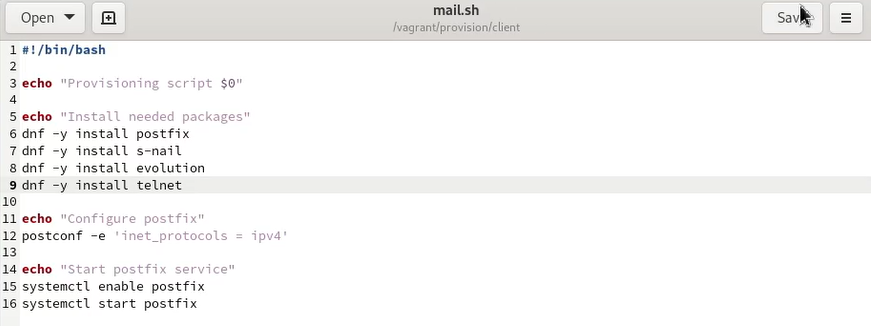 Open
mail.sh
/vagrant/provision/client
1 #!/bin/bash
2
3 echo "Provisioning script $0"
4
5 echo "Install needed packages"
6 dnf -y install postfix
7 dnf -y install s-nail
8 dnf -y install evolution
9 dnf -y install telnet
10
11 echo "Configure postfix"
12 postconf -e 'inet_protocols = ipv4'
13
14 echo "Start postfix service"
15 systemctl enable postfix
16 systemctl start postfix